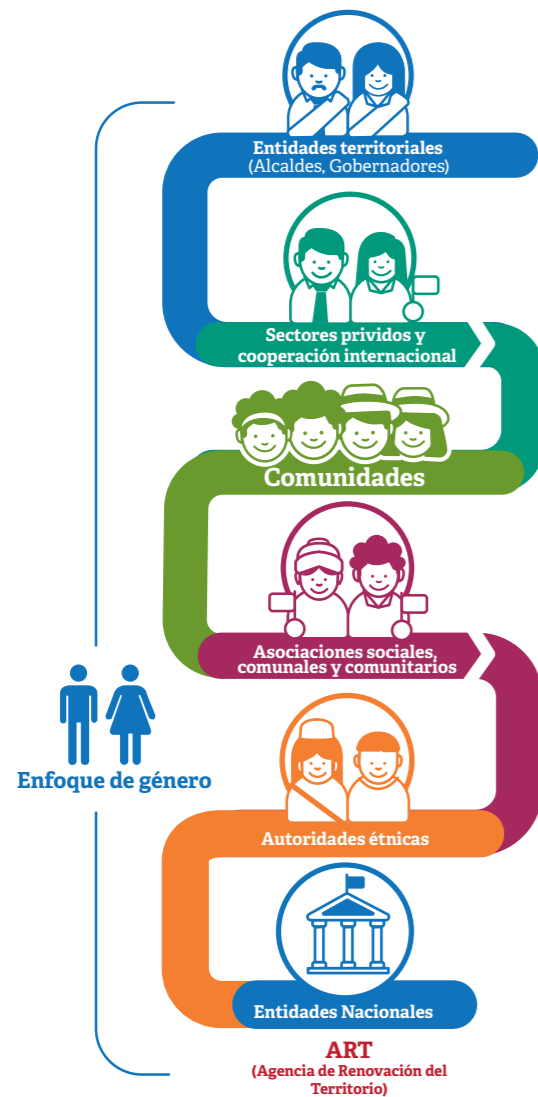 Entidades territoriales
(Alcaldes, Gobernadores)
Sectores prividos y
cooperación internacional
Comunidades
Asociaciones sociales,
comunales y comunitarios
Enfoque de género
Autoridades étnicas
Entidades Nacionales
ART
(Agencia de Renovación del
Territorio)